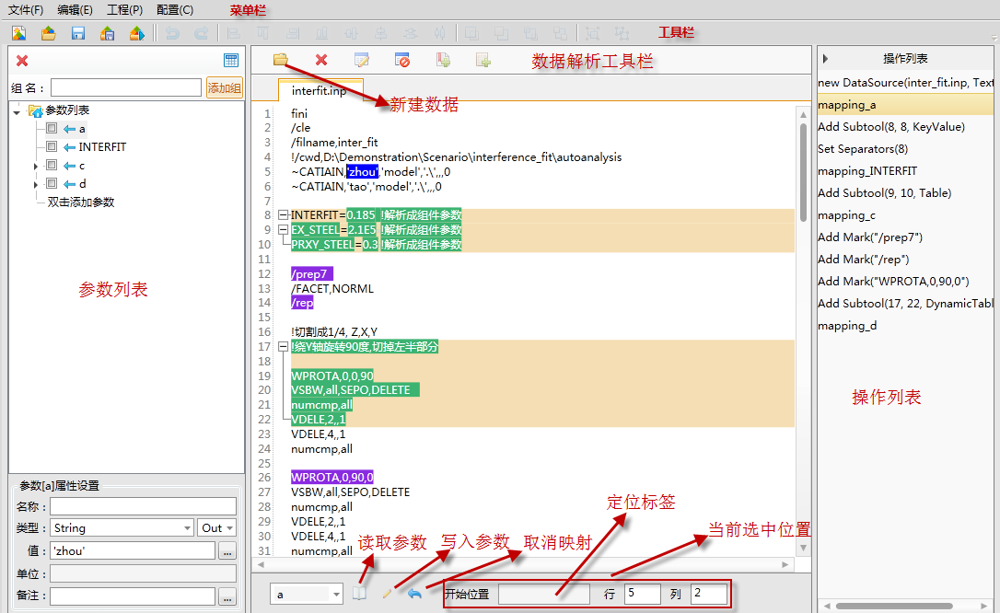 文件(F) 编辑(E) 工程(P) 配置(C) 菜单栏
工具栏
组 名： 添加组
参数列表
a
INTERFIT
c
d
双击添加参数
参数列表
参数[a]属性设置
名称：
类型： String Out
值： 'zhou' ...
单位：
备注： ...
数据解析工具栏
interfit.inp
新建数据
1 fini
2 /cle
3 /filname,inter_fit
4 !/cwd,D:\Demonstration\Scenario\interference_fit\autoanalysis
5 ~CATIAIN,'zhou','model','.\',,,0
6 ~CATIAIN,'tao','model','.\',,,0
7
8 INTERFIT=0.185 !解析成组件参数
9 EX_STEEL=2.1E5 !解析成组件参数
10 PRXY_STEEL=0.3 !解析成组件参数
11
12 /prep7
13 /FACET,NORML
14 /rep
15
16 !切割成1/4, Z,X,Y
17 !绕Y轴旋转90度,切掉左半部分
18
19 WPROTA,0,0,90
20 VSBW,all,SEPO,DELETE
21 numcmp,all
22 VDELE,2,,1
23 VDELE,4,,1
24 numcmp,all
25
26 WPROTA,0,90,0
27 VSBW,all,SEPO,DELETE
28 numcmp,all
29 VDELE,2,,1
30 VDELE,4,,1
31 numcmp,all
定位标签
当前选中位置
读取参数 写入参数 取消映射
a 开始位置 行 5 列 2
操作列表
new DataSource(inter_fit.inp, Text
mapping_a
Add Subtool(8, 8, KeyValue)
Set Separators(8)
mapping_INTERFIT
Add Subtool(9, 10, Table)
mapping_c
Add Mark("/prep7")
Add Mark("/rep")
Add Mark("WPROTA,0,90,0")
Add Subtool(17, 22, DynamicTabl
mapping_d
操作列表